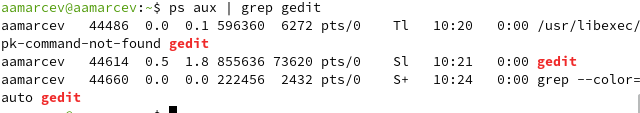 aamarcev@aamarcev:~$ ps aux | grep gedit
aamarcev   44486  0.0  0.1 596360  6272 pts/0    Tl   10:20   0:00 /usr/libexec/
pk-command-not-found gedit
aamarcev   44614  0.5  1.8 855636 73620 pts/0    Sl   10:21   0:00 gedit
aamarcev   44660  0.0  0.0 222456  2432 pts/0    S+   10:24   0:00 grep --color=
auto gedit